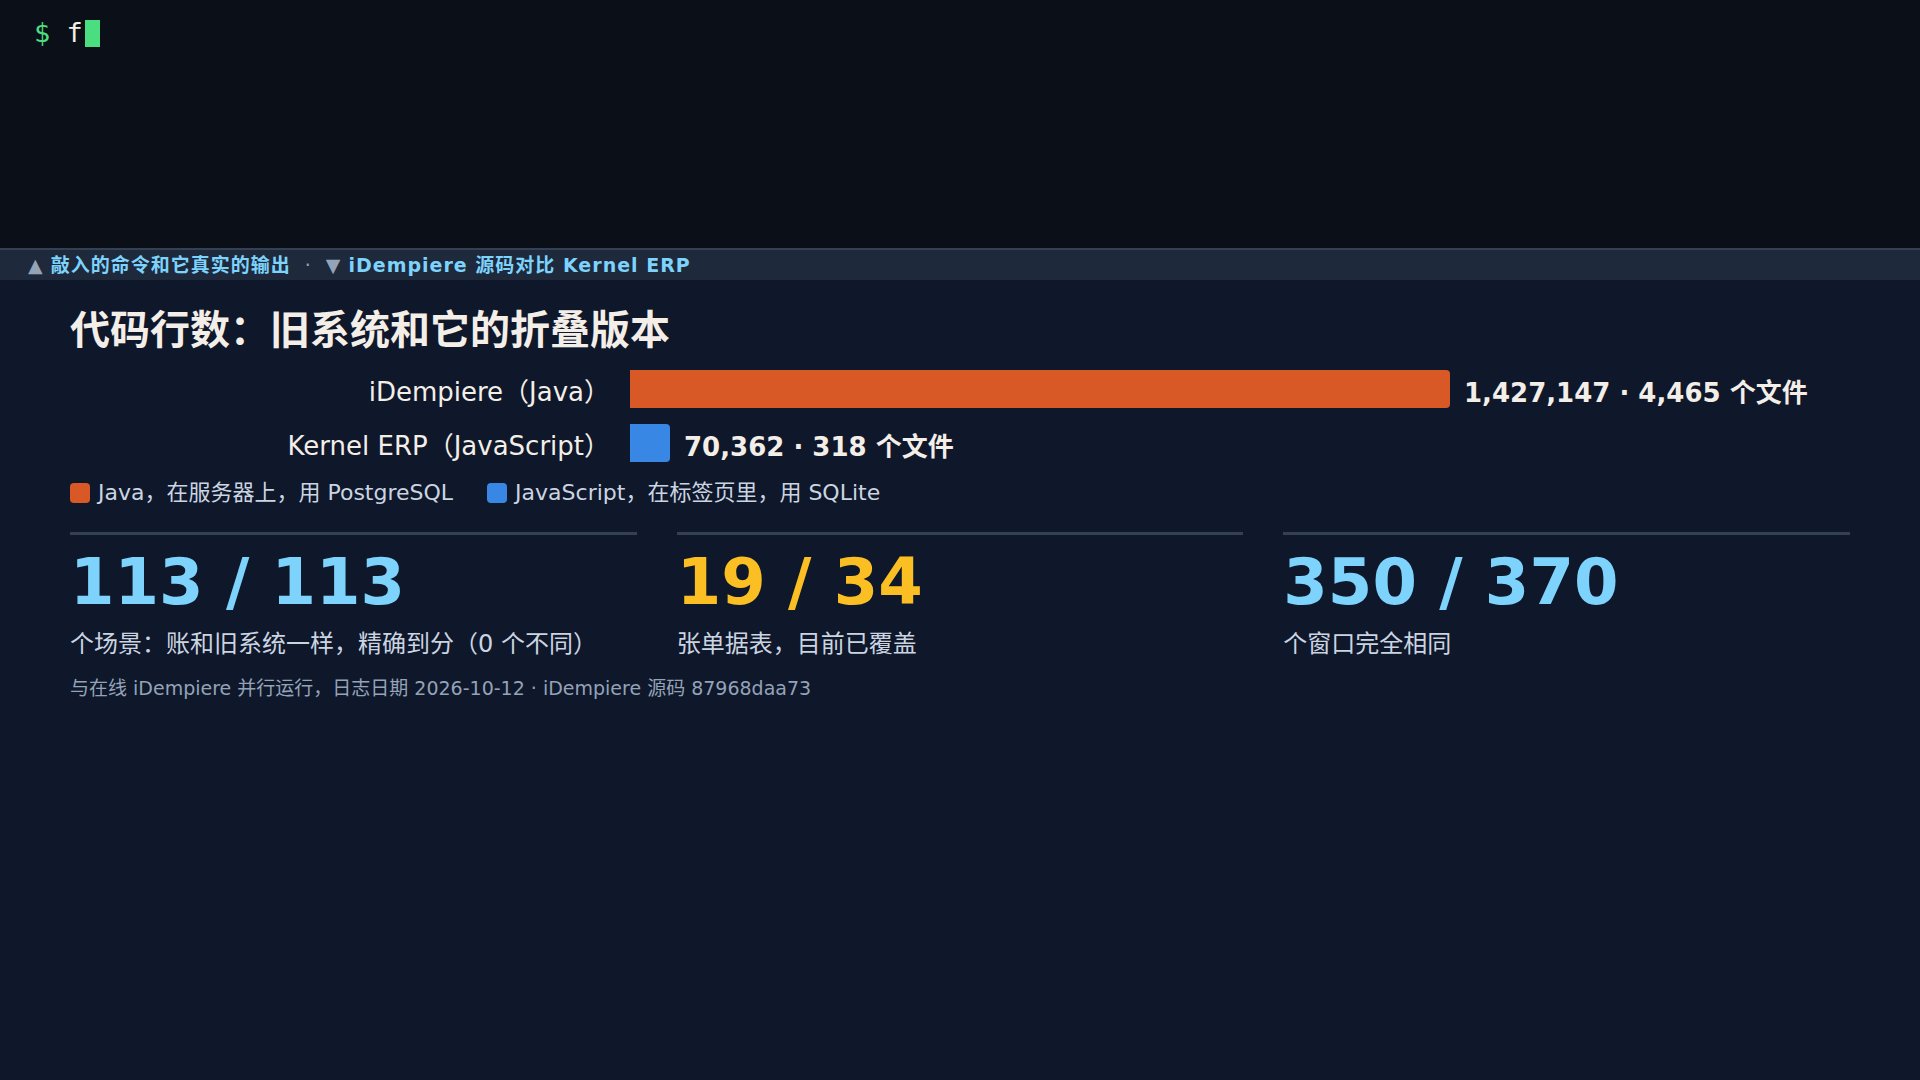 $ f
▲ 敲入的命令和它真实的输出 · ▼ iDempiere 源码对比 Kernel ERP
代码行数：旧系统和它的折叠版本
iDempiere（Java） 1,427,147 · 4,465 个文件
Kernel ERP（JavaScript） 70,362 · 318 个文件
Java，在服务器上，用 PostgreSQL JavaScript，在标签页里，用 SQLite
113 / 113 19 / 34 350 / 370
个场景：账和旧系统一样，精确到分（0 个不同） 张单据表，目前已覆盖 个窗口完全相同
与在线 iDempiere 并行运行，日志日期 2026-10-12 · iDempiere 源码 87968daa73